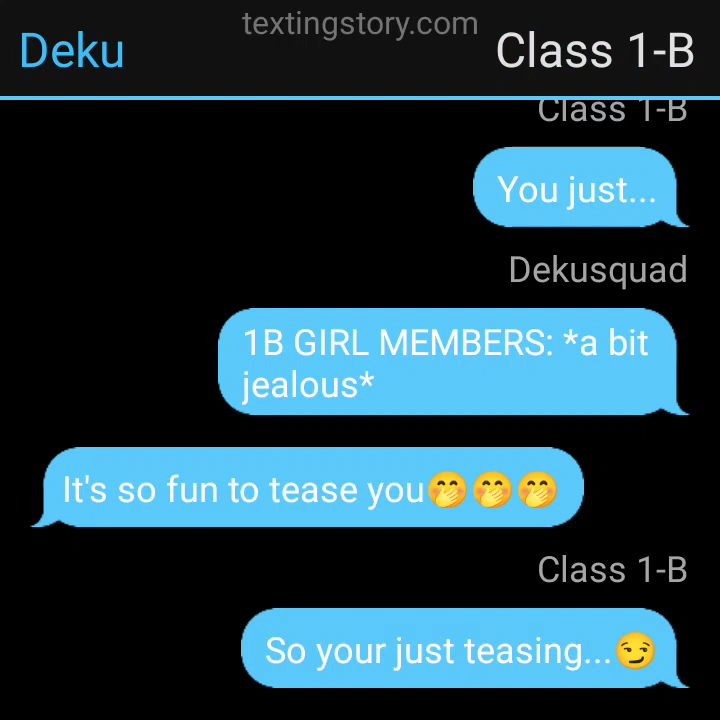 textingstory.com
Deku
Class 1-B
Class 1-B
You just...
Dekusquad
1B GIRL MEMBERS: *a bit
jealous*
It's so fun to tease you🤭🤭🤭
Class 1-B
So your just teasing...😏